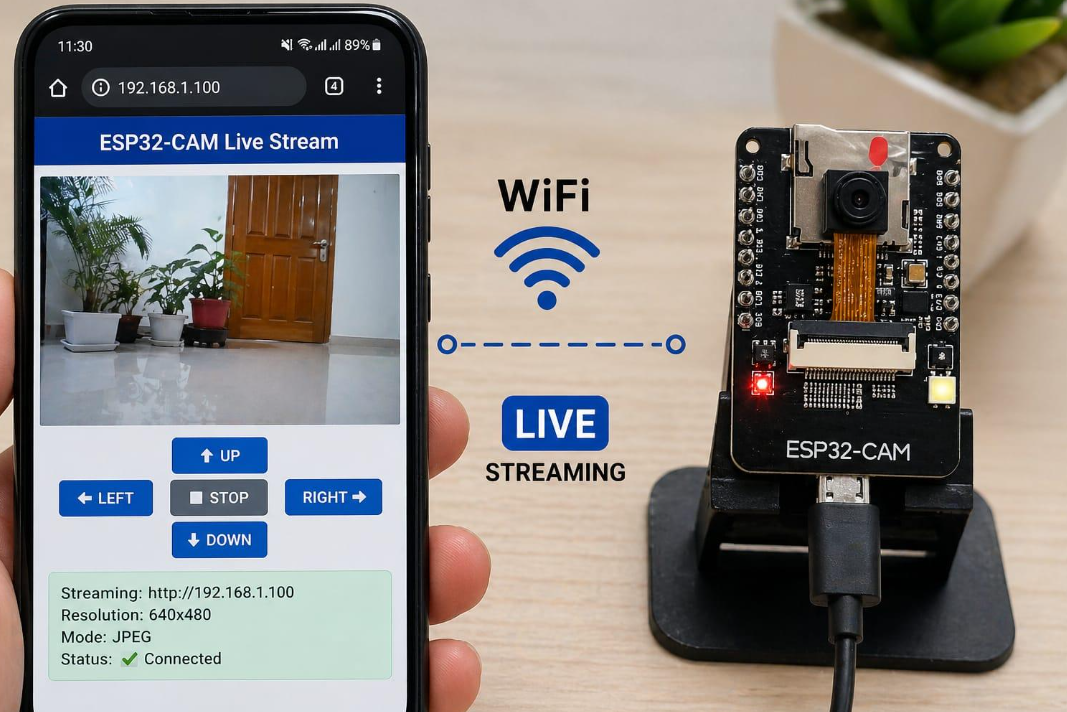 11:30
89%
192.168.1.100
4
ESP32-CAM Live Stream
UP
LEFT
STOP
RIGHT
DOWN
Streaming: http://192.168.1.100
Resolution: 640x480
Mode: JPEG
Status: Connected
WiFi
LIVE
STREAMING
ESP32-CAM